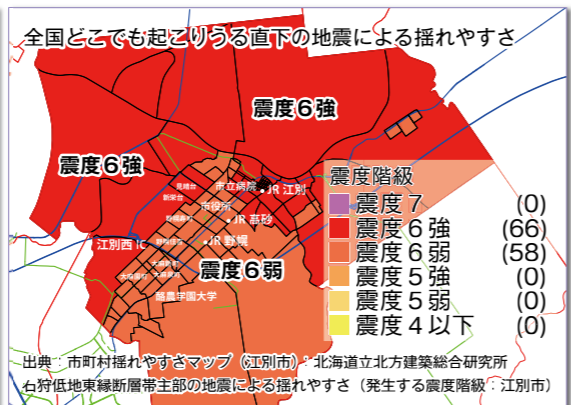 全国どこでも起こりうる直下の地震による揺れやすさ
震度6強
震度6強
見晴台
市立病院
JR 江別
新栄台
市役所
JR 高砂
江別西 IC
JR 野幌
震度6弱
酪農学園大学
震度階級
震度7 (0)
震度6強 (66)
震度6弱 (58)
震度5強 (0)
震度5弱 (0)
震度4以下 (0)
出典：市町村揺れやすさマップ（江別市）：北海道立北方建築総合研究所
石狩低地東縁断層帯主部の地震による揺れやすさ（発生する震度階級：江別市）